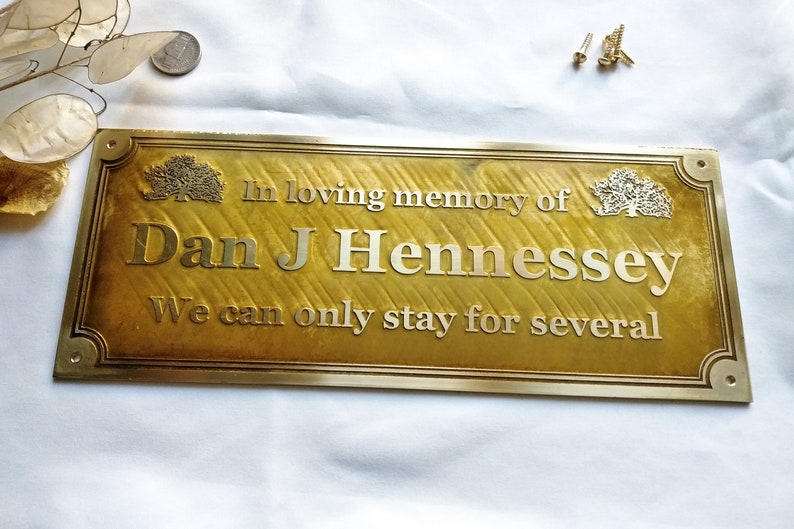 In loving memory of
Dan J Hennessey
We can only stay for several